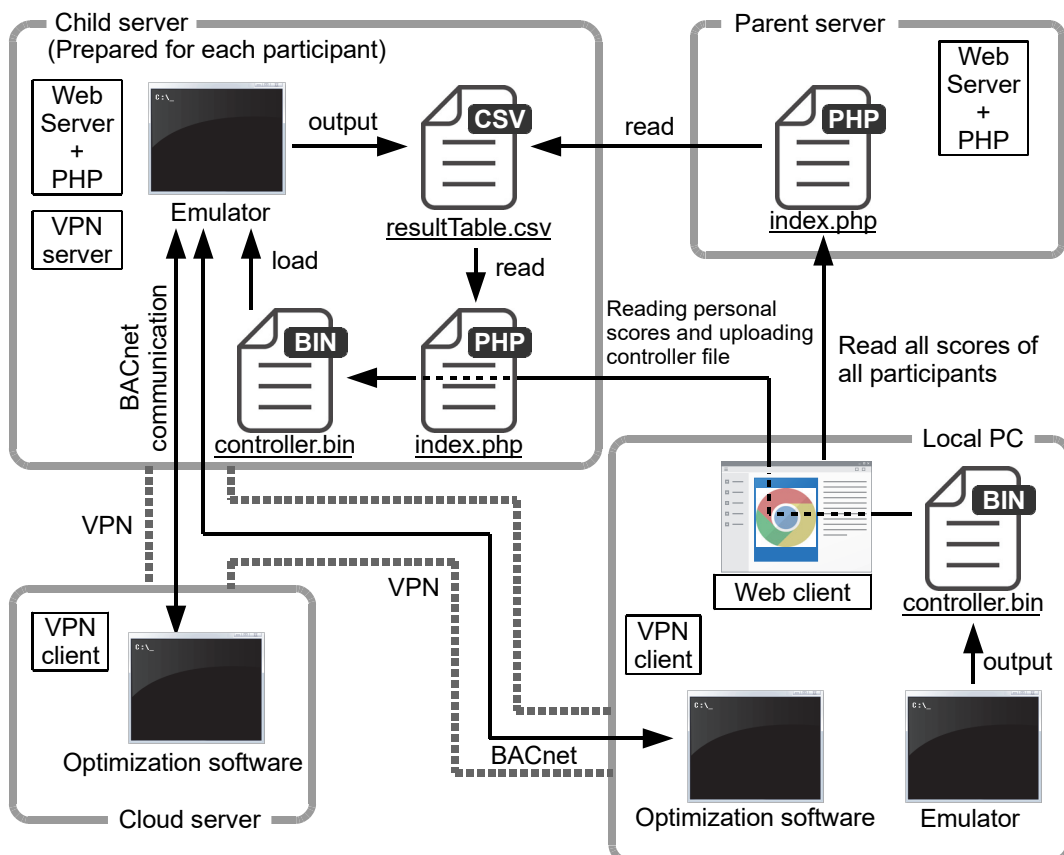 Child server
(Prepared for each participant)
Web
Server
+
PHP
C:\_
output
CSV
Emulator
resultTable.csv
VPN
server
load
read
BACnet
communication
BIN
controller.bin
PHP
index.php
Parent server
Web
Server
+
PHP
read
PHP
index.php
Reading personal
scores and uploading
controller file
Read all scores of
all participants
VPN
VPN
VPN
client
C:\_
Optimization software
Cloud server
BACnet
Local PC
Web client
BIN
controller.bin
VPN
client
output
C:\_
Optimization software
C:\_
Emulator